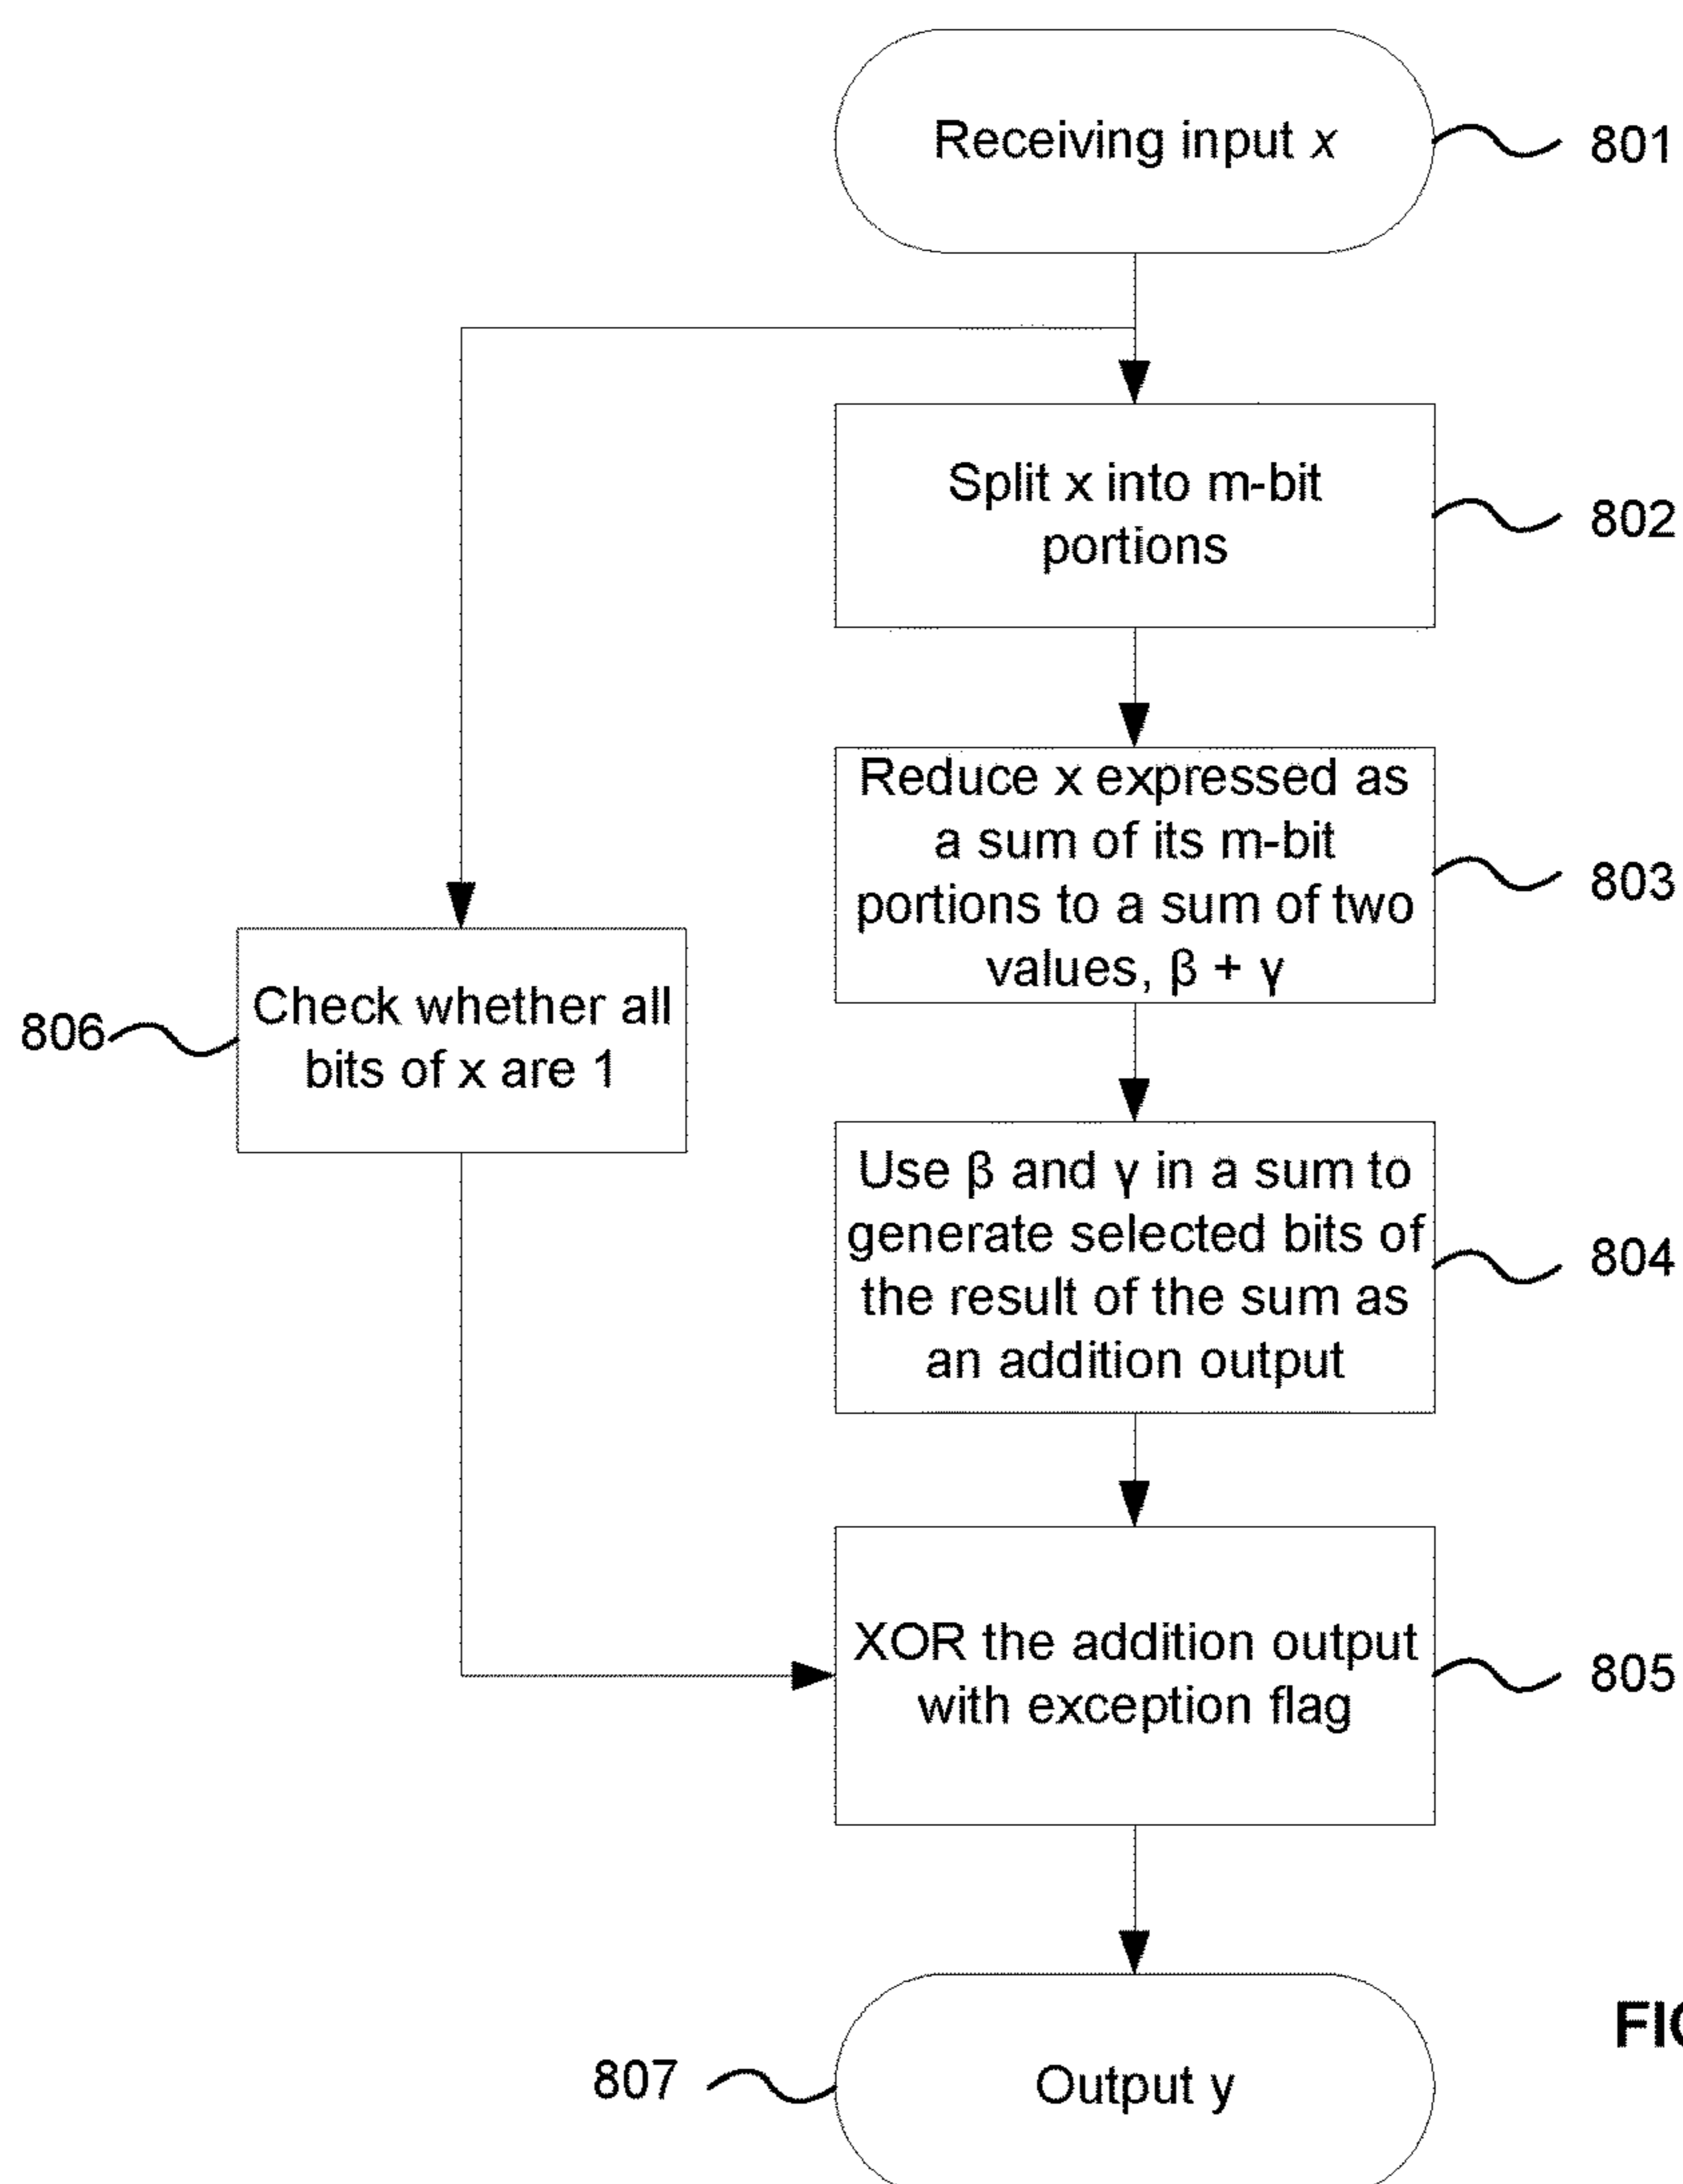 Receiving input x
801
Split x into m-bit
portions
802
Reduce x expressed as
a sum of its m-bit
portions to a sum of two
values, β + γ
803
806
Check whether all
bits of x are 1
Use β and γ in a sum to
generate selected bits of
the result of the sum as
an addition output
804
XOR the addition output
with exception flag
805
807
Output y